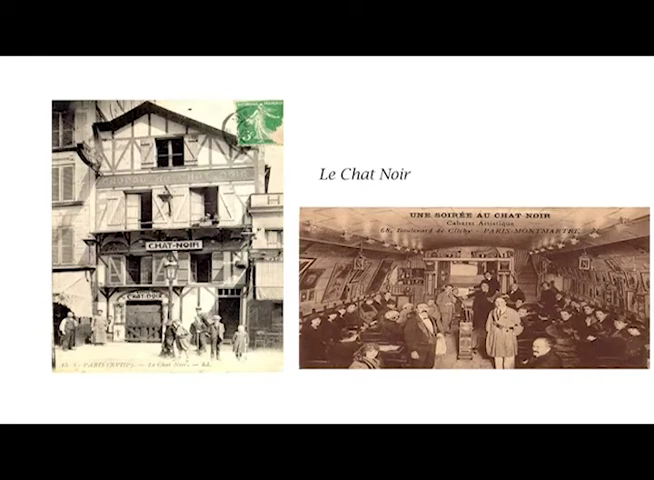 Le Chat Noir
UNE SOIRÉE AU CHAT NOIR
Cabaret Artistique
68, Boulevard de Clichy - PARIS-MONTMARTRE
CHAT-NOIR
CHAT-NOIR
PARIS (XVIIIe). - Le Chat Noir. - LL.